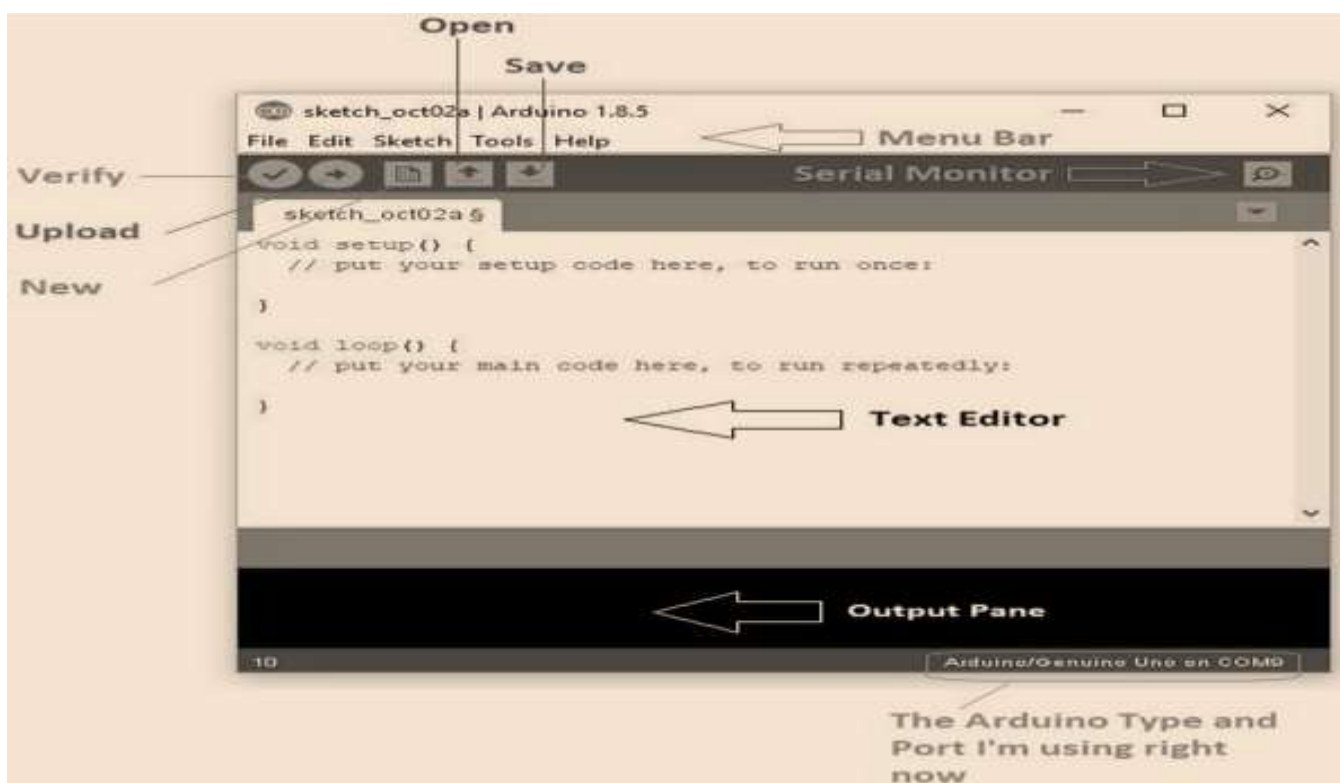 Open
Save
sketch_oct02a | Arduino 1.8.5
File Edit Sketch Tools Help
Menu Bar
Verify
Serial Monitor
Upload
sketch_oct02a §
New
void setup() {
// put your setup code here, to run once:
}
void loop() {
// put your main code here, to run repeatedly:
}
Text Editor
Output Pane
10
Arduino/Genuino Uno on COM9
The Arduino Type and
Port I'm using right
now